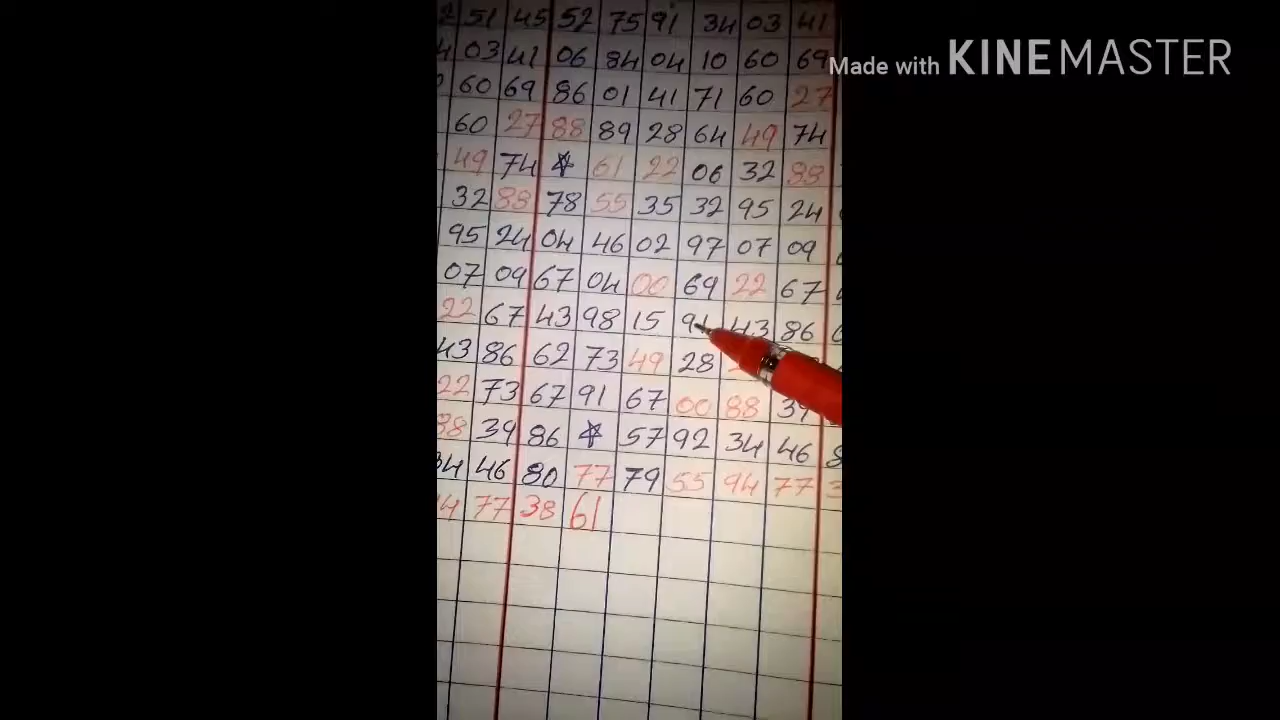 51 45 52 75 91 34 03 41
03 41 06 84 04 10 60 69
Made with KINEMASTER
60 69 86 01 41 71 60 27
60 27 88 89 28 64 49 74
49 74 61 22 06 32 88
32 88 78 55 35 32 95 24
95 24 04 46 02 97 07 09
07 09 67 04 00 69 22 67
22 67 43 98 15 43 86
43 86 62 73 49 28
22 73 67 91 67 00 88 39
39 86 57 92 34 46
46 80 77 79 55 94 77
77 38 61